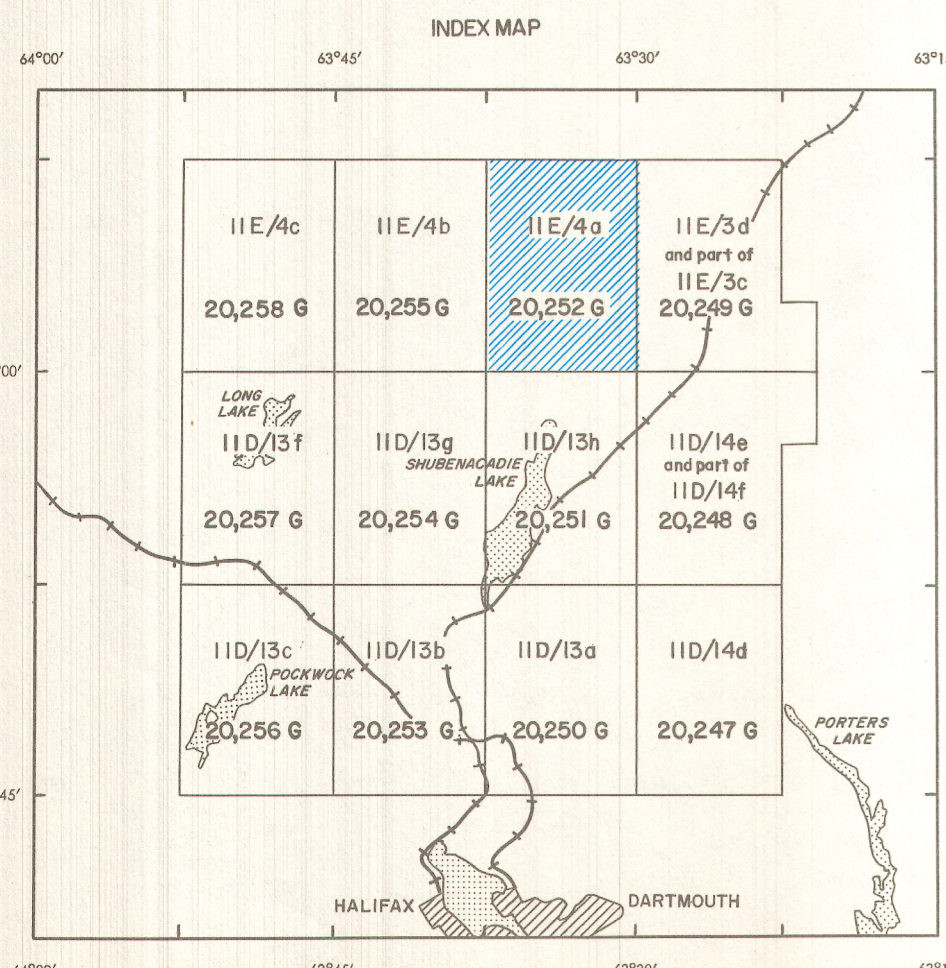 INDEX MAP
64°00′ 63°45′ 63°30′
11E/4c 11E/4b 11E/4a 11E/3d
and part of
11E/3c
20,258 G 20,255 G 20,252 G 20,249 G
LONG
LAKE
11D/13f 11D/13g 11D/13h 11D/14e
SHUBENACADIE
LAKE
and part of
11D/14f
20,257 G 20,254 G 20,251 G 20,248 G
11D/13c 11D/13b 11D/13a 11D/14d
POCKWOCK
LAKE
20,256 G 20,253 G 20,250 G 20,247 G
PORTERS
LAKE
45′
HALIFAX
DARTMOUTH